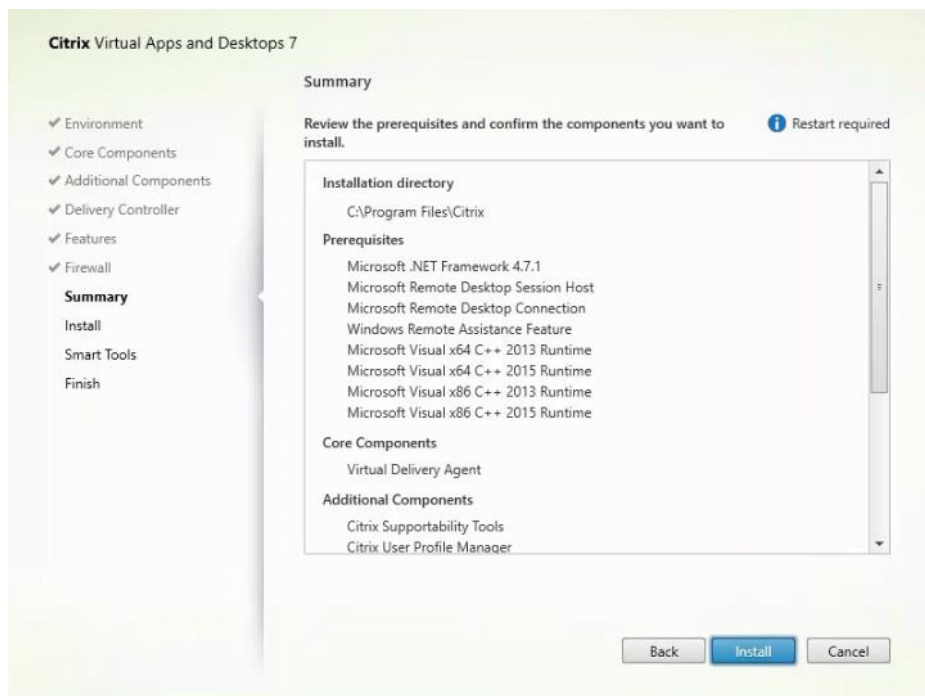 Citrix Virtual Apps and Desktops 7
Summary
Environment
Core Components
Additional Components
Delivery Controller
Features
Firewall
Summary
Install
Smart Tools
Finish
Review the prerequisites and confirm the components you want to
install.
Restart required
Installation directory
C:\Program Files\Citrix
Prerequisites
Microsoft .NET Framework 4.7.1
Microsoft Remote Desktop Session Host
Microsoft Remote Desktop Connection
Windows Remote Assistance Feature
Microsoft Visual x64 C++ 2013 Runtime
Microsoft Visual x64 C++ 2015 Runtime
Microsoft Visual x86 C++ 2013 Runtime
Microsoft Visual x86 C++ 2015 Runtime
Core Components
Virtual Delivery Agent
Additional Components
Citrix Supportability Tools
Citrix User Profile Manager
Back
Install
Cancel